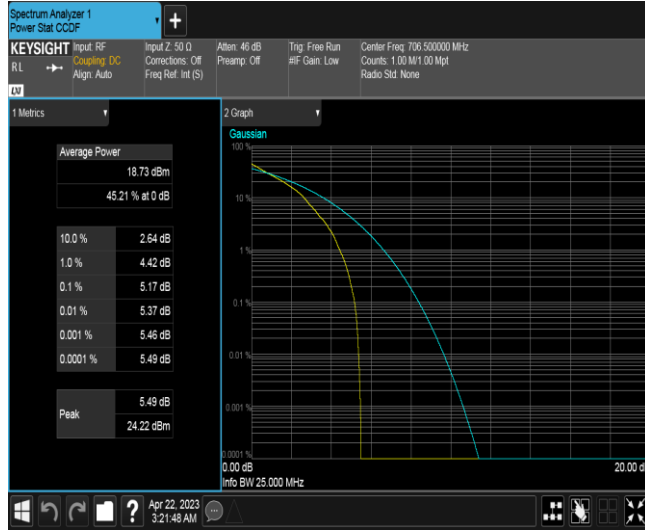 Spectrum Analyzer 1
Power Stat CCDF
+
KEYSIGHT
RL
LXI
Input: RF
Coupling: DC
Align: Auto
Input Z: 50 Ω
Corrections: Off
Freq Ref: Int (S)
Atten: 46 dB
Preamp: Off
Trig: Free Run
#IF Gain: Low
Center Freq: 706.500000 MHz
Counts: 1.00 M/1.00 Mpt
Radio Std: None
1 Metrics
Average Power
18.73 dBm
45.21 % at 0 dB
10.0 % 2.64 dB
1.0 % 4.42 dB
0.1 % 5.17 dB
0.01 % 5.37 dB
0.001 % 5.46 dB
0.0001 % 5.49 dB
Peak
5.49 dB
24.22 dBm
2 Graph
Gaussian
100 %
10 %
1 %
0.1 %
0.01 %
0.001 %
0.0001 %
0.00 dB 20.00 d
Info BW 25.000 MHz
?
Apr 22, 2023
3:21:48 AM